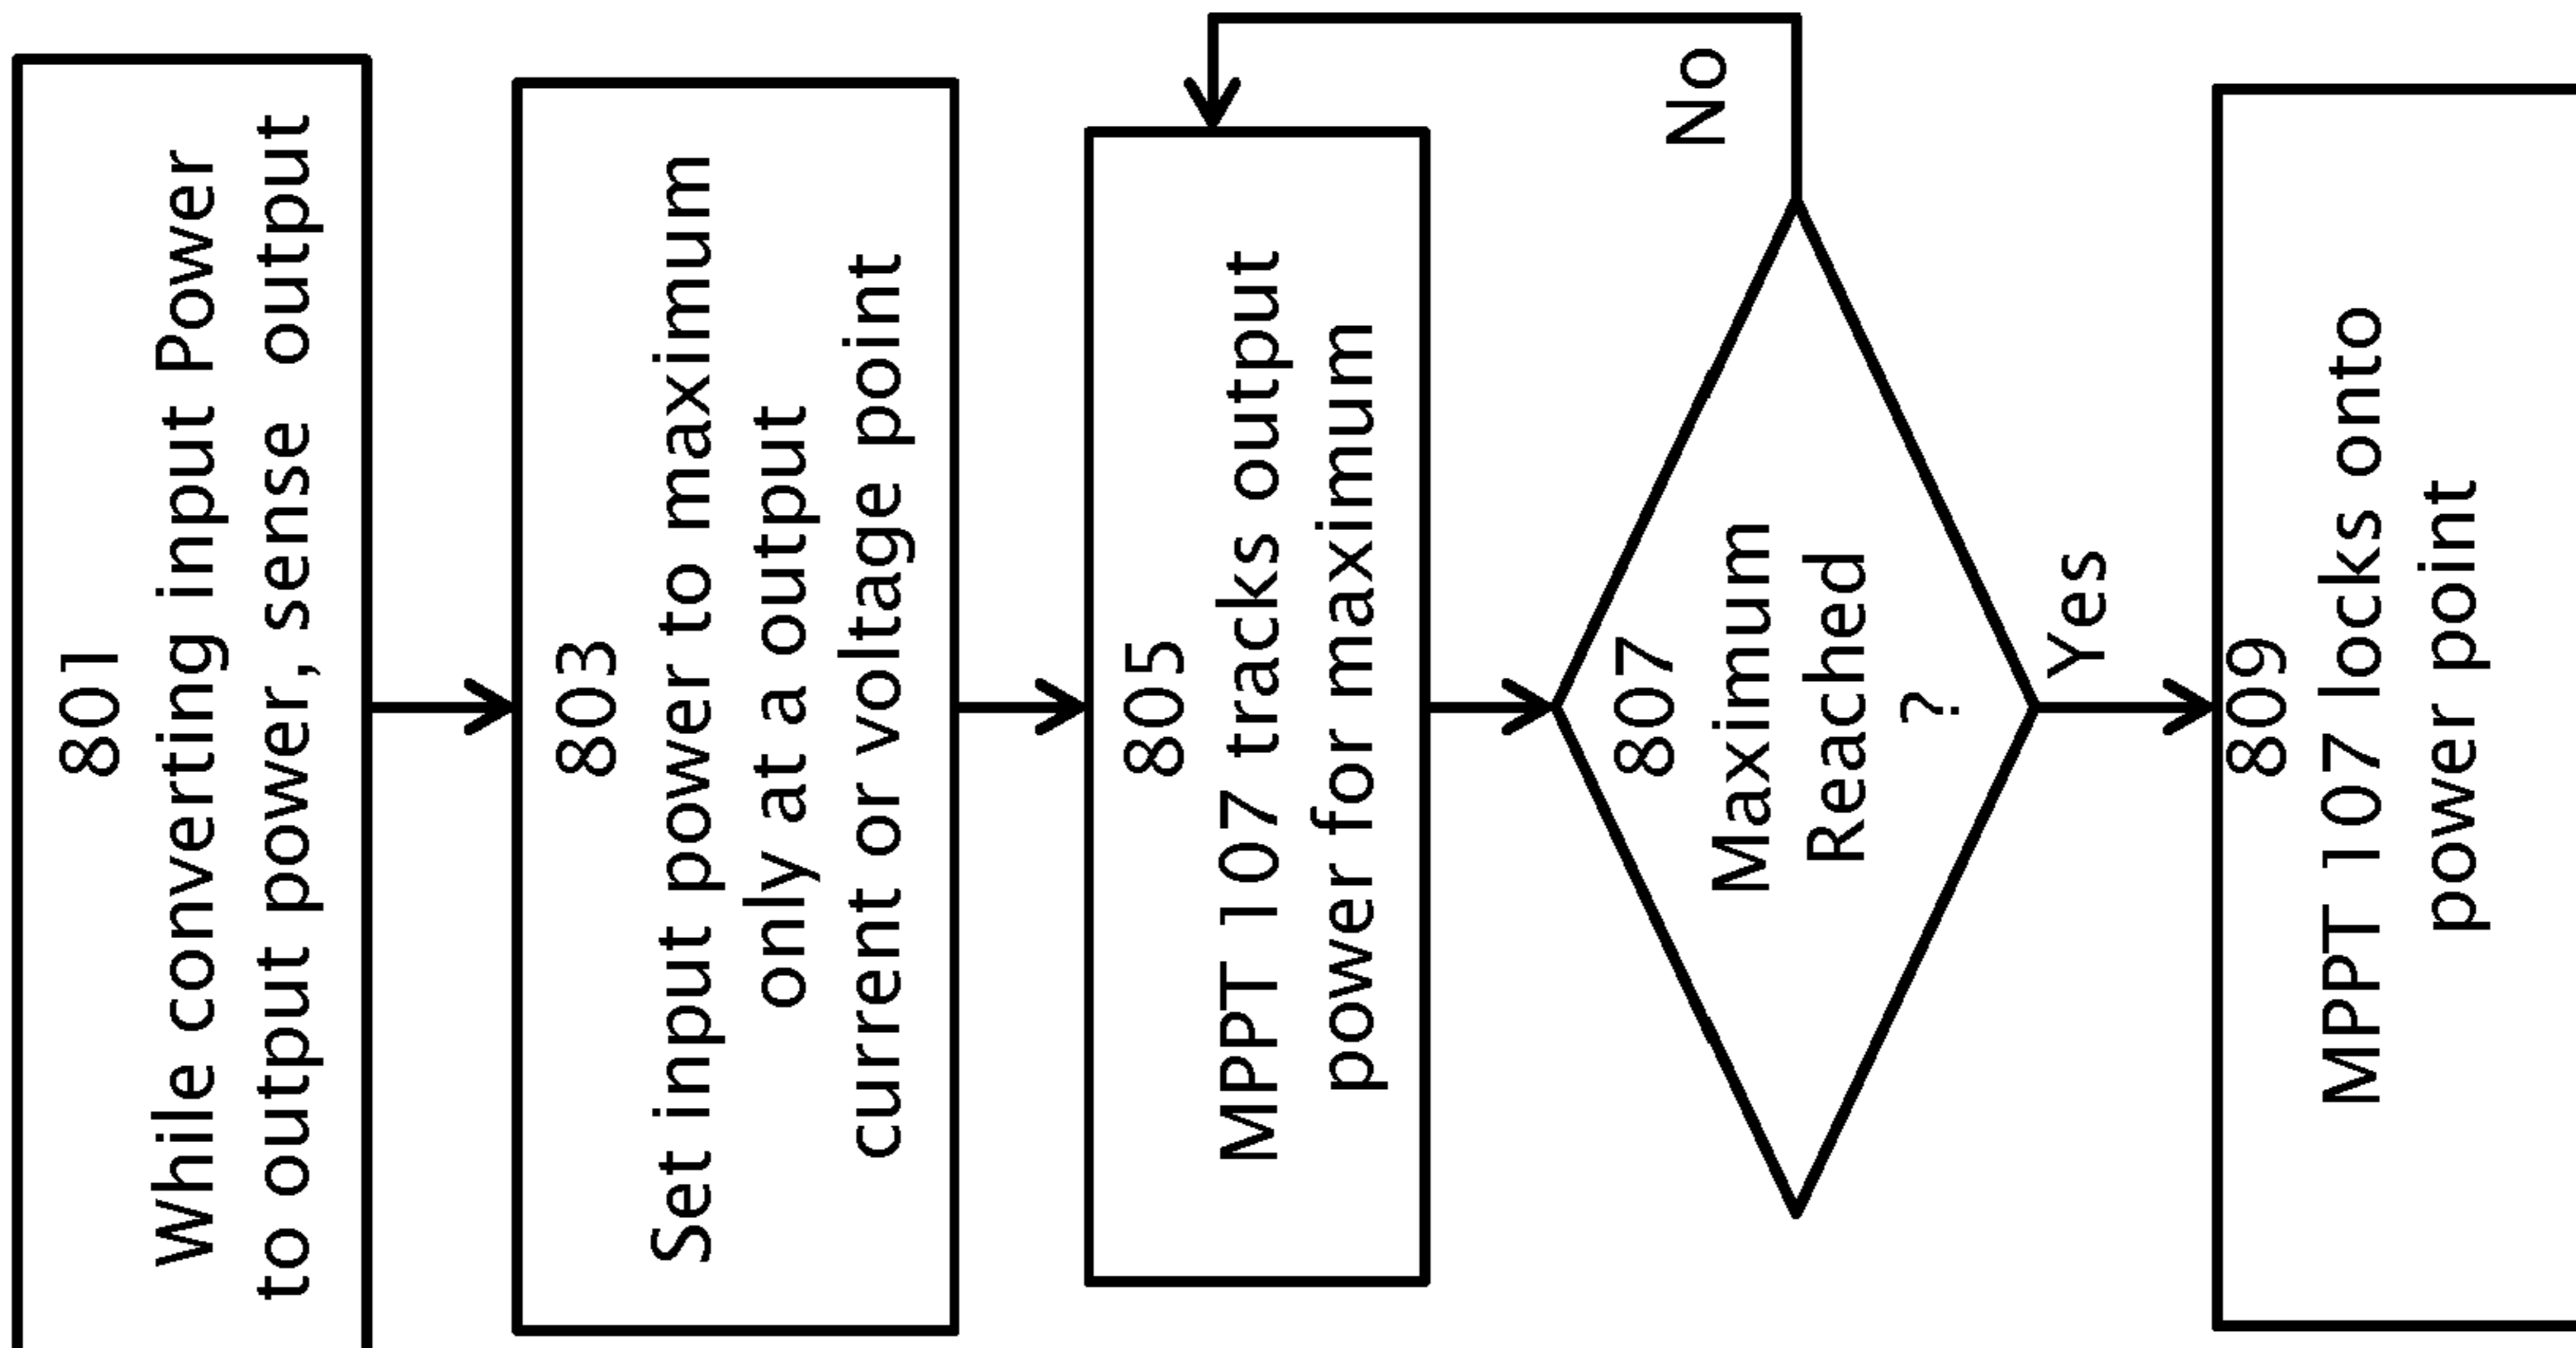 801
While converting input Power
to output power, sense output
803
Set input power to maximum
only at a output
current or voltage point
805
MPPT 107 tracks output
power for maximum
807
Maximum
Reached
?
No
Yes
809
MPPT 107 locks onto
power point